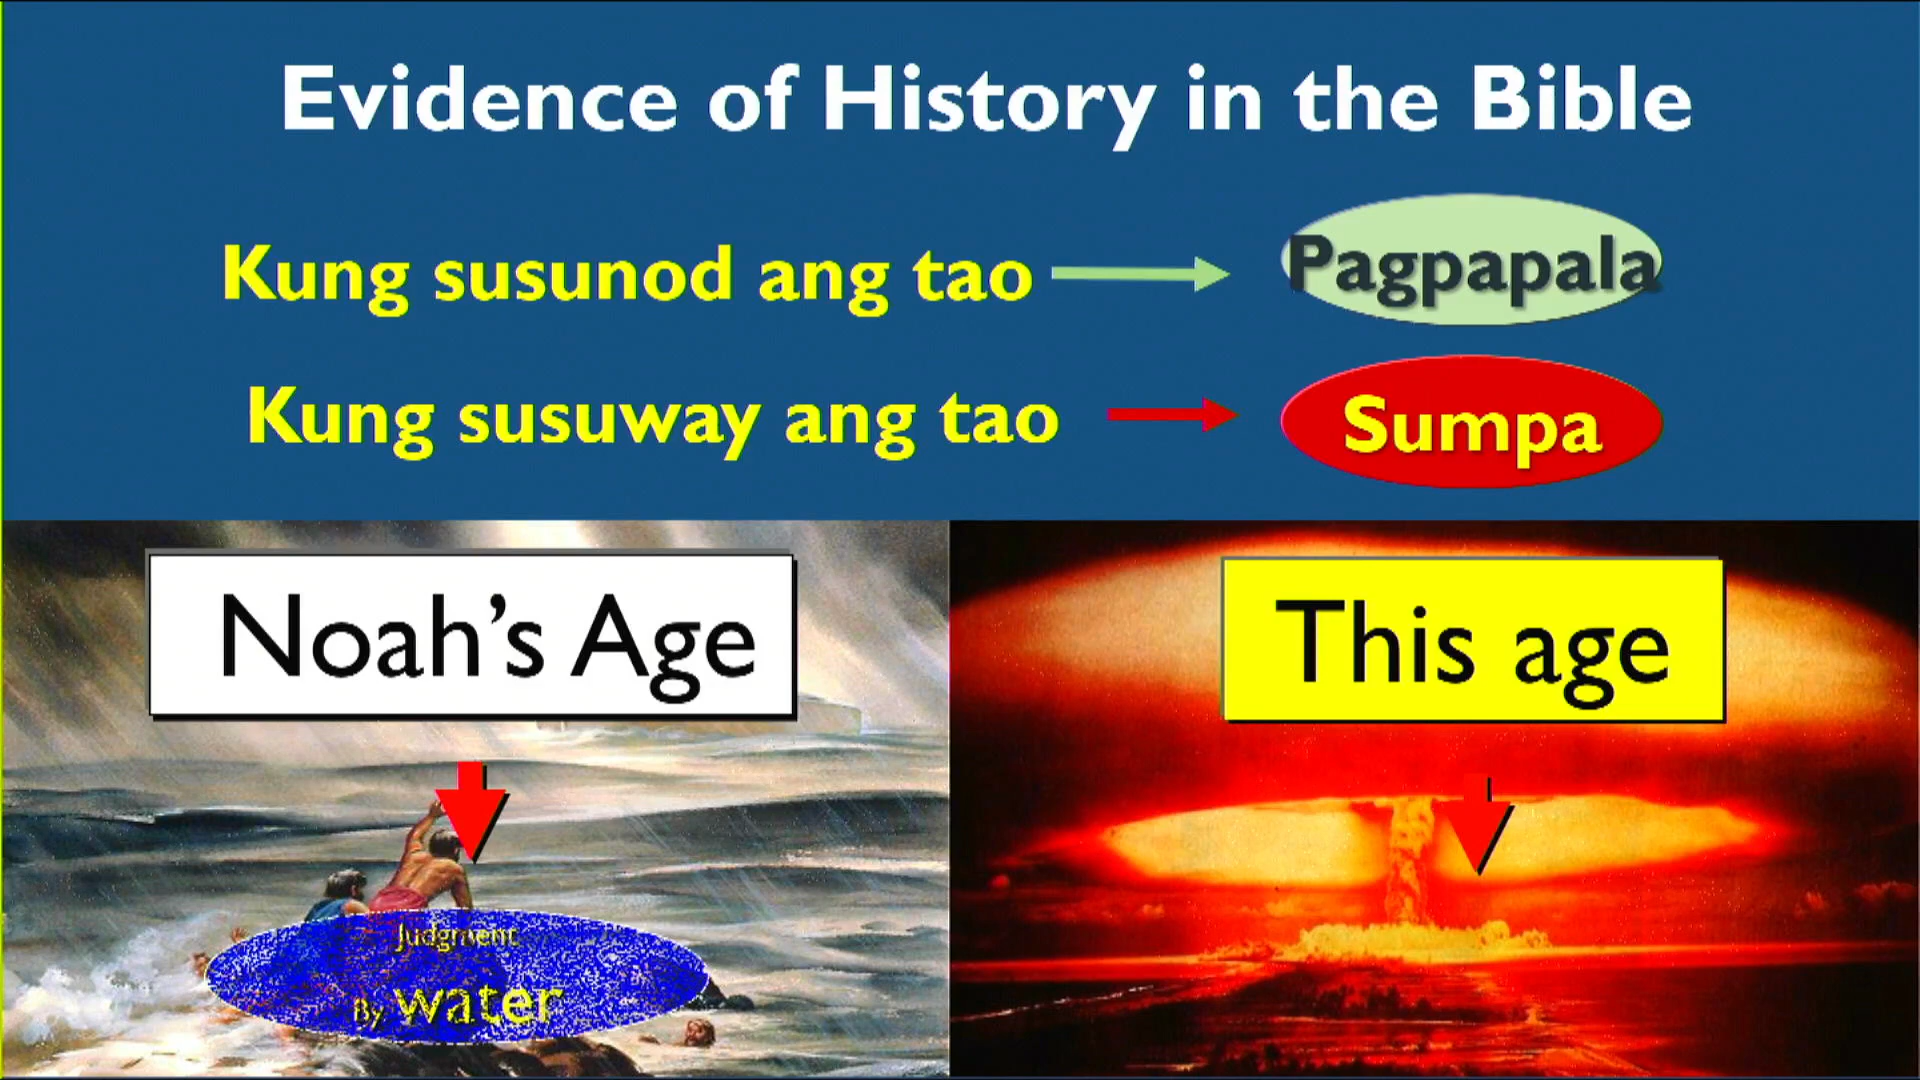 Evidence of History in the Bible
Kung susunod ang tao Pagpapala
Kung susuway ang tao Sumpa
Noah's Age
This age
Judgment
By water